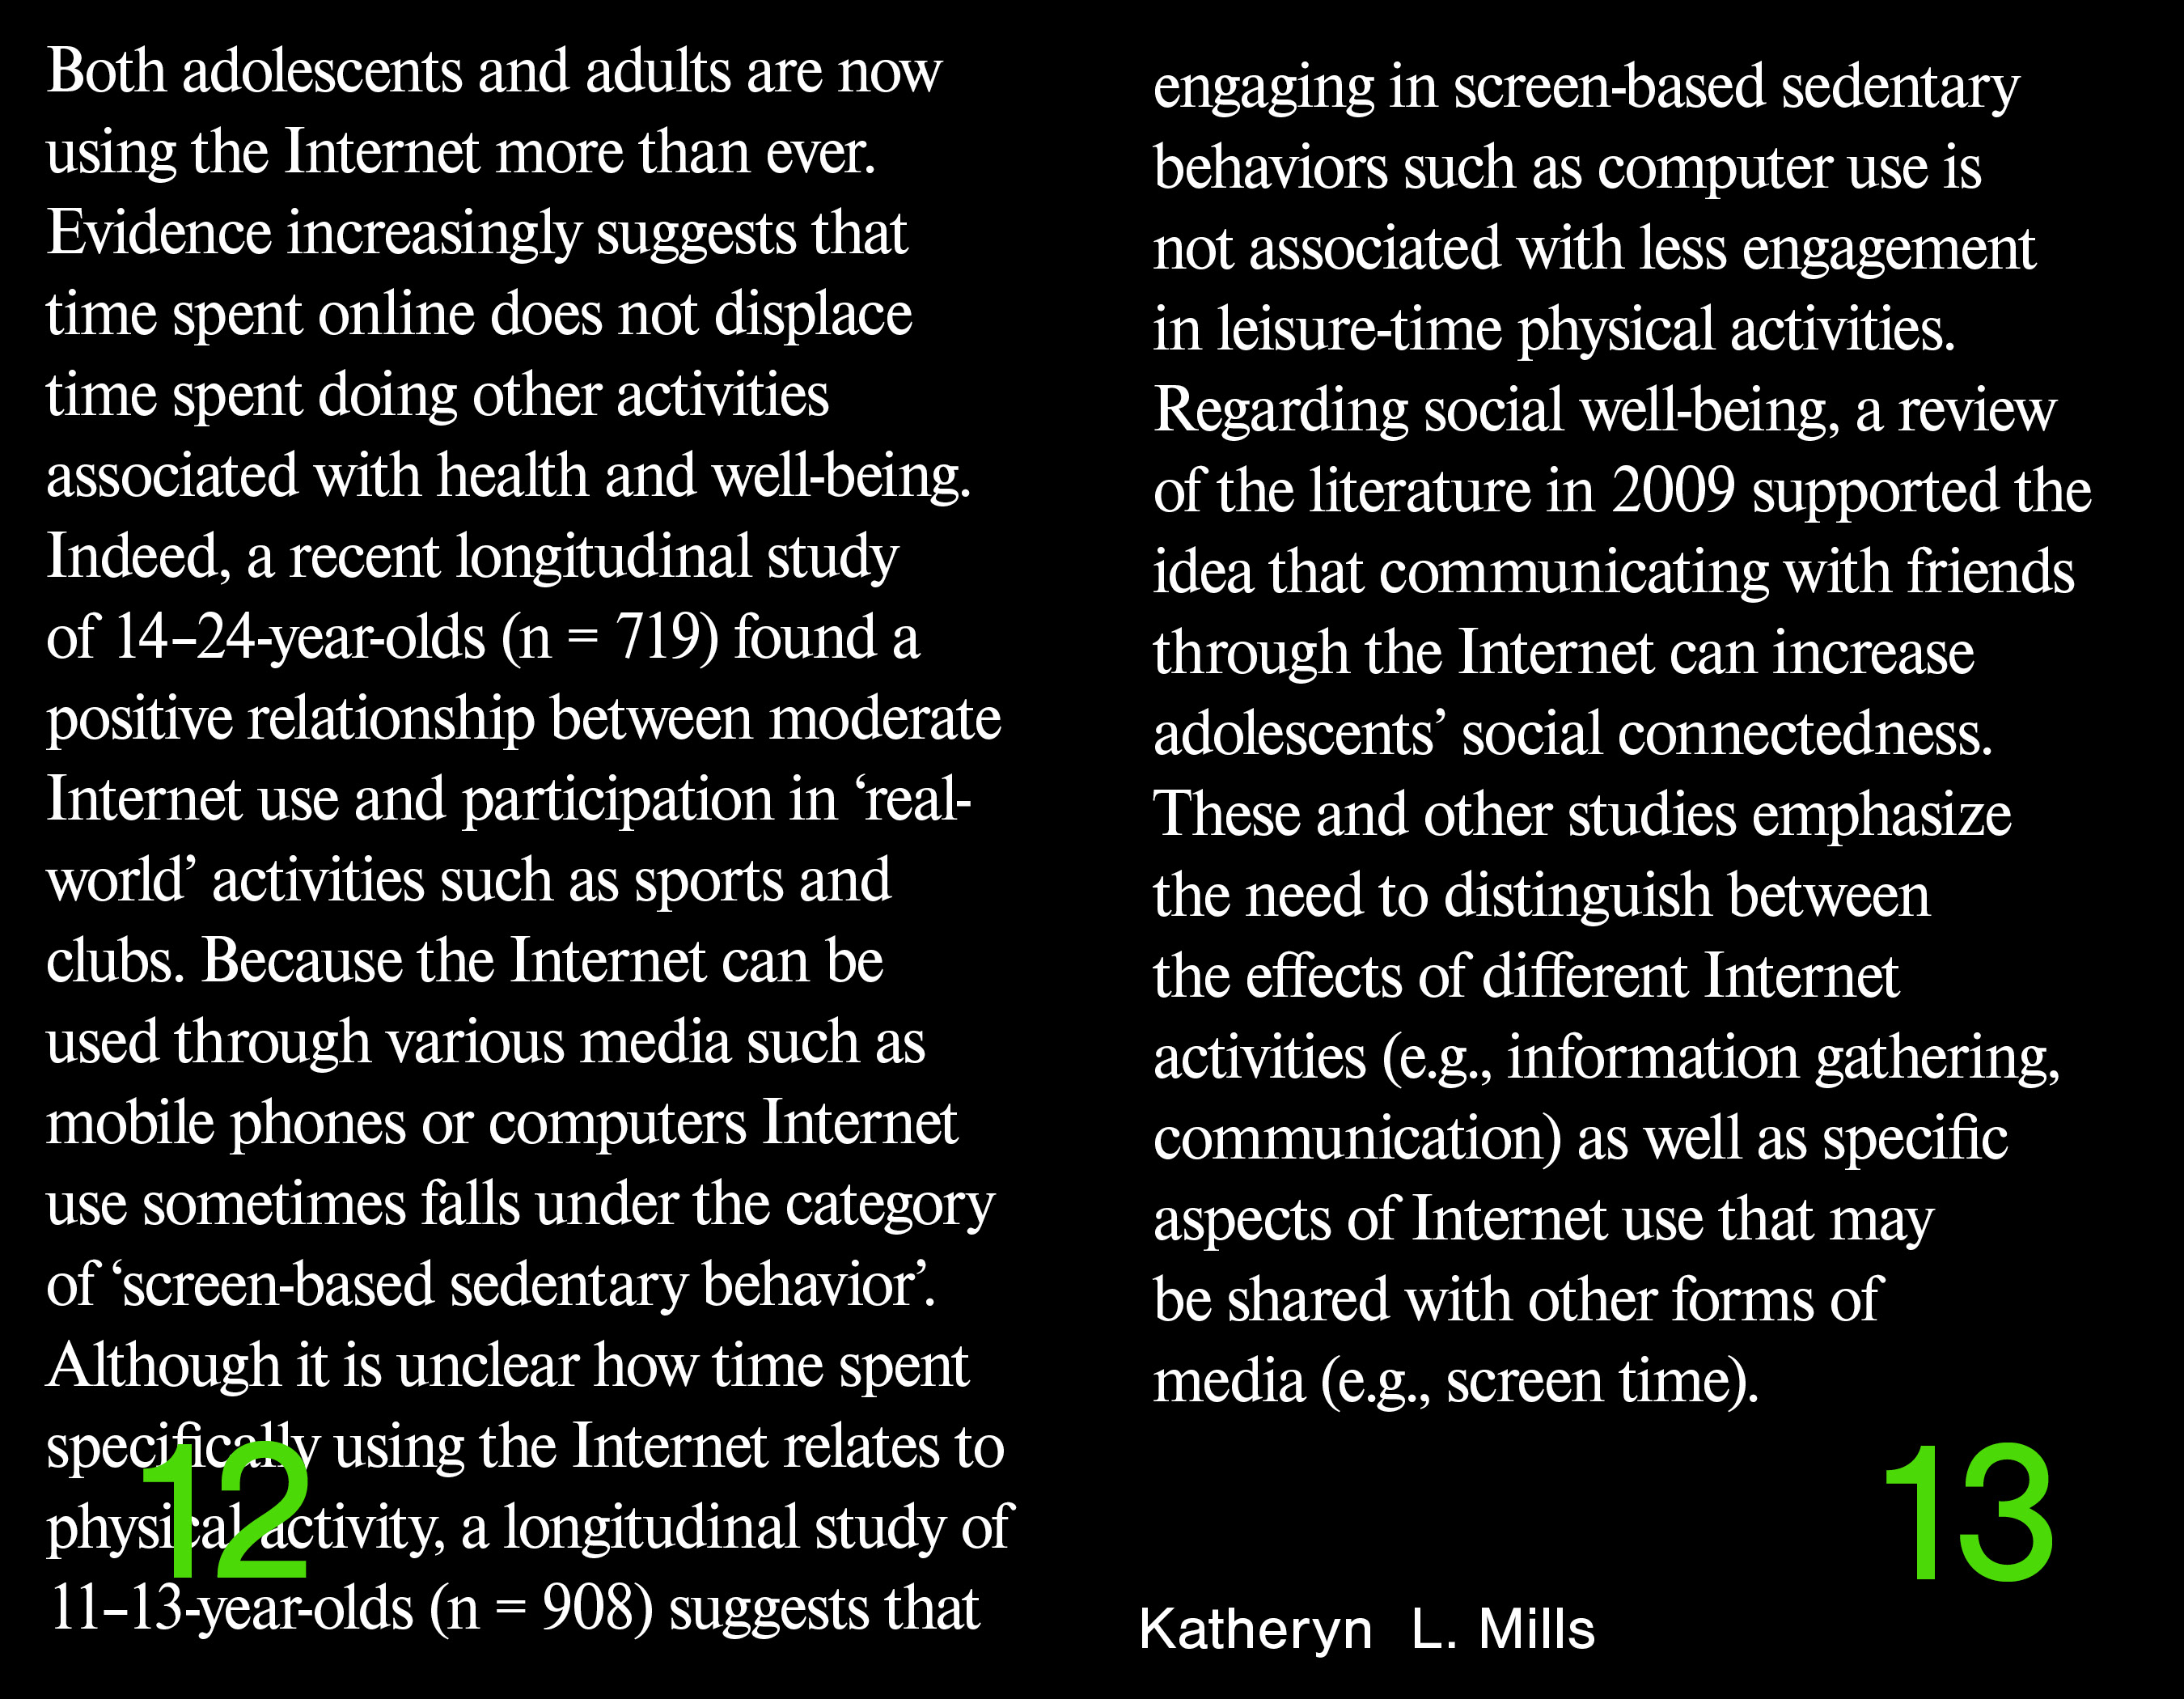 Both adolescents and adults are now
using the Internet more than ever.
Evidence increasingly suggests that
time spent online does not displace
time spent doing other activities
associated with health and well-being.
Indeed, a recent longitudinal study
of 14–24-year-olds (n = 719) found a
positive relationship between moderate
Internet use and participation in ‘real-
world’ activities such as sports and
clubs. Because the Internet can be
used through various media such as
mobile phones or computers Internet
use sometimes falls under the category
of ‘screen-based sedentary behavior’.
Although it is unclear how time spent
specifically using the Internet relates to
physical activity, a longitudinal study of
11–13-year-olds (n = 908) suggests that
12
engaging in screen-based sedentary
behaviors such as computer use is
not associated with less engagement
in leisure-time physical activities.
Regarding social well-being, a review
of the literature in 2009 supported the
idea that communicating with friends
through the Internet can increase
adolescents’ social connectedness.
These and other studies emphasize
the need to distinguish between
the effects of different Internet
activities (e.g., information gathering,
communication) as well as specific
aspects of Internet use that may
be shared with other forms of
media (e.g., screen time).
13
Katheryn L. Mills